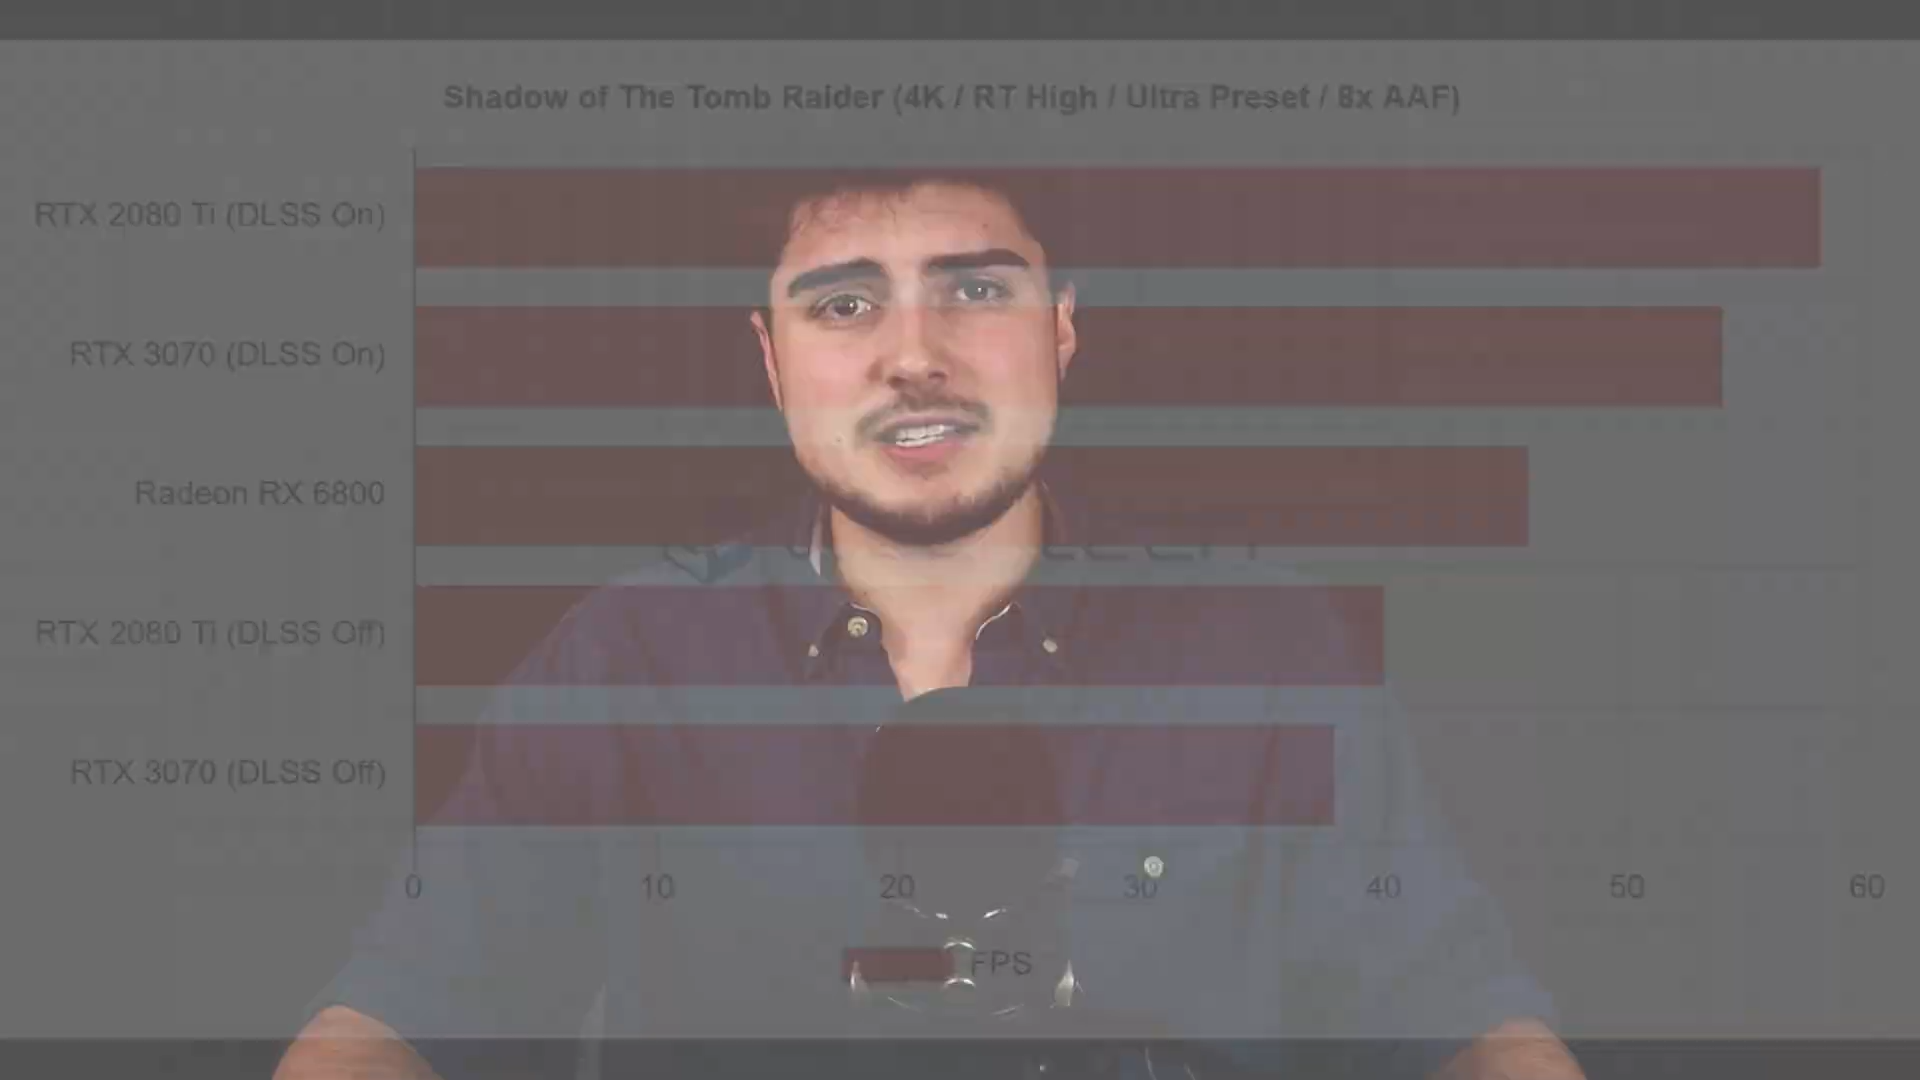 Shadow of The Tomb Raider (4K / RT High / Ultra Preset / 8x AAF)
RTX 2080 Ti (DLSS On)
RTX 3070 (DLSS On)
Radeon RX 6800
RTX 2080 Ti (DLSS Off)
RTX 3070 (DLSS Off)
0 10 20 30 40 50 60
FPS